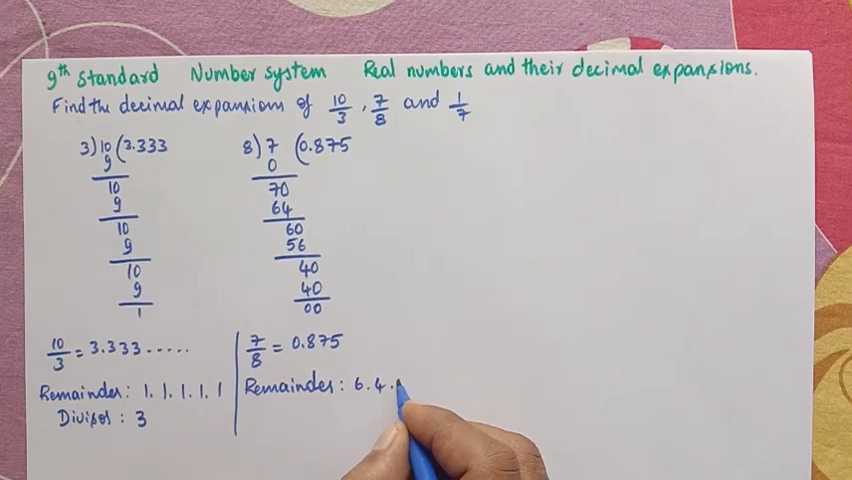 9th Standard Number system Real numbers and their decimal expansions.
Find the decimal expansions of 10/3, 7/8 and 1/7
3)10(3.333
9
10
9
10
9
10
9
1
8)7(0.875
0
70
64
60
56
40
40
00
10/3 = 3.333.....
Remainder: 1. 1. 1. 1. 1
Divisor: 3
7/8 = 0.875
Remainder: 6. 4.